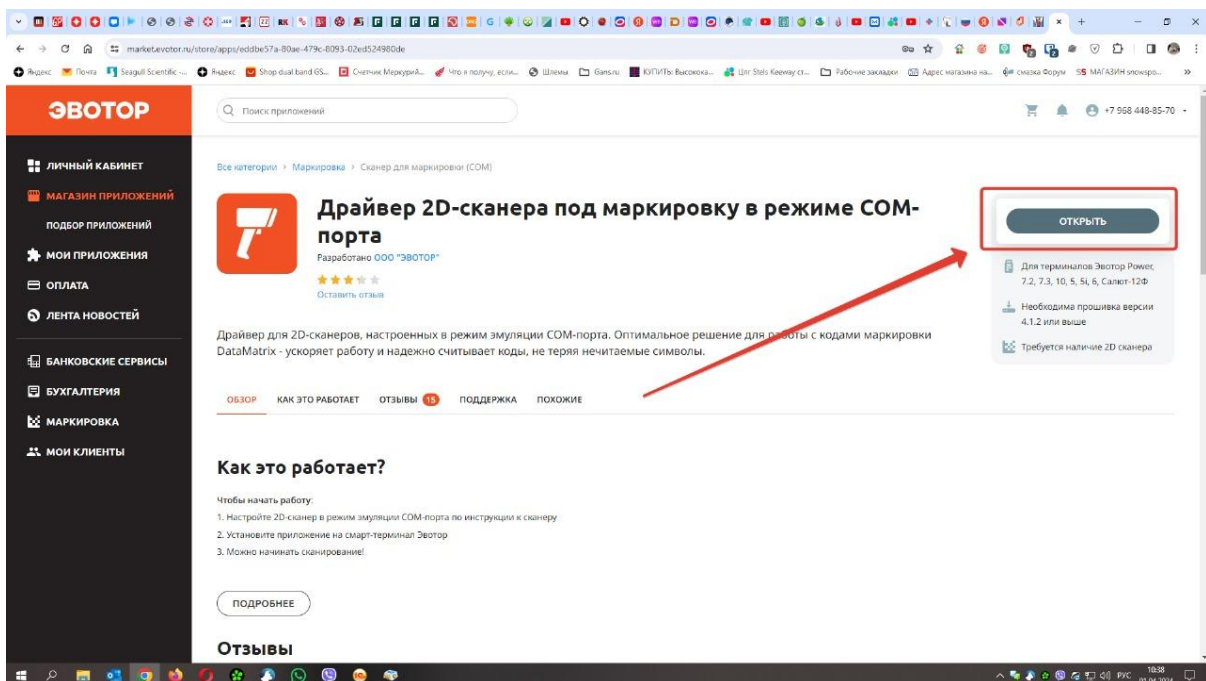 market.evotor.ru/store/apps/eddbe57a-80ae-479c-8093-02ed524980de
Яндекс Почта Seagull Scientific -... Яндекс Shop dual band GS... Счетчик Меркурий... Что я получу, если... Шлемы Gansru КУПИТЬ: Высокока... Рабочие закладки Адрес магазина на... смазка Форум SS МАГАЗИН snowspo... »
ЭВОТОР
Поиск приложений
+7 968 448-85-70
ЛИЧНЫЙ КАБИНЕТ
МАГАЗИН ПРИЛОЖЕНИЙ
ПОДБОР ПРИЛОЖЕНИЙ
МОИ ПРИЛОЖЕНИЯ
ОПЛАТА
ЛЕНТА НОВОСТЕЙ
БАНКОВСКИЕ СЕРВИСЫ
БУХГАЛТЕРИЯ
МАРКИРОВКА
МОИ КЛИЕНТЫ
Все категории > Маркировка > Сканер для маркировки (COM)
Драйвер 2D-сканера под маркировку в режиме COM-
порта
Разработано ООО "ЭВОТОР"
Оставить отзыв
ОТКРЫТЬ
Для терминалов Эвотор Power,
7.2, 7.3, 10, 5, 5i, 6, Салют-12Ф
Необходима прошивка версии
4.1.2 или выше
Требуется наличие 2D сканера
Драйвер для 2D-сканеров, настроенных в режим эмуляции COM-порта. Оптимальное решение для работы с кодами маркировки
DataMatrix - ускоряет работу и надежно считывает коды, не теряя нечитаемые символы.
ОБЗОР КАК ЭТО РАБОТАЕТ ОТЗЫВЫ 15 ПОДДЕРЖКА ПОХОЖИЕ
Как это работает?
Чтобы начать работу:
1. Настройте 2D-сканер в режим эмуляции COM-порта по инструкции к сканеру
2. Установите приложение на смарт-терминал Эвотор
3. Можно начинать сканирование!
ПОДРОБНЕЕ
Отзывы
РУС
10:38
01.04.2024